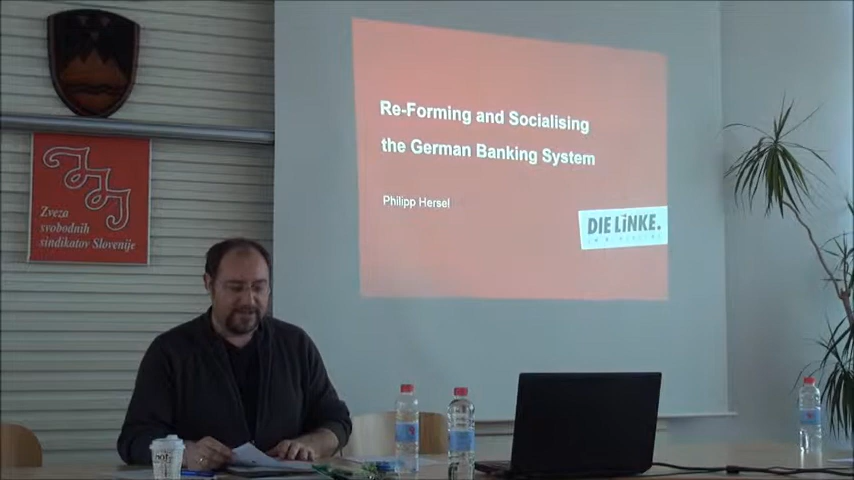 Zveza
svobodnih
sindikatov Slovenije
Re-Forming and Socialising
the German Banking System
Philipp Hersel
DIE LINKE.